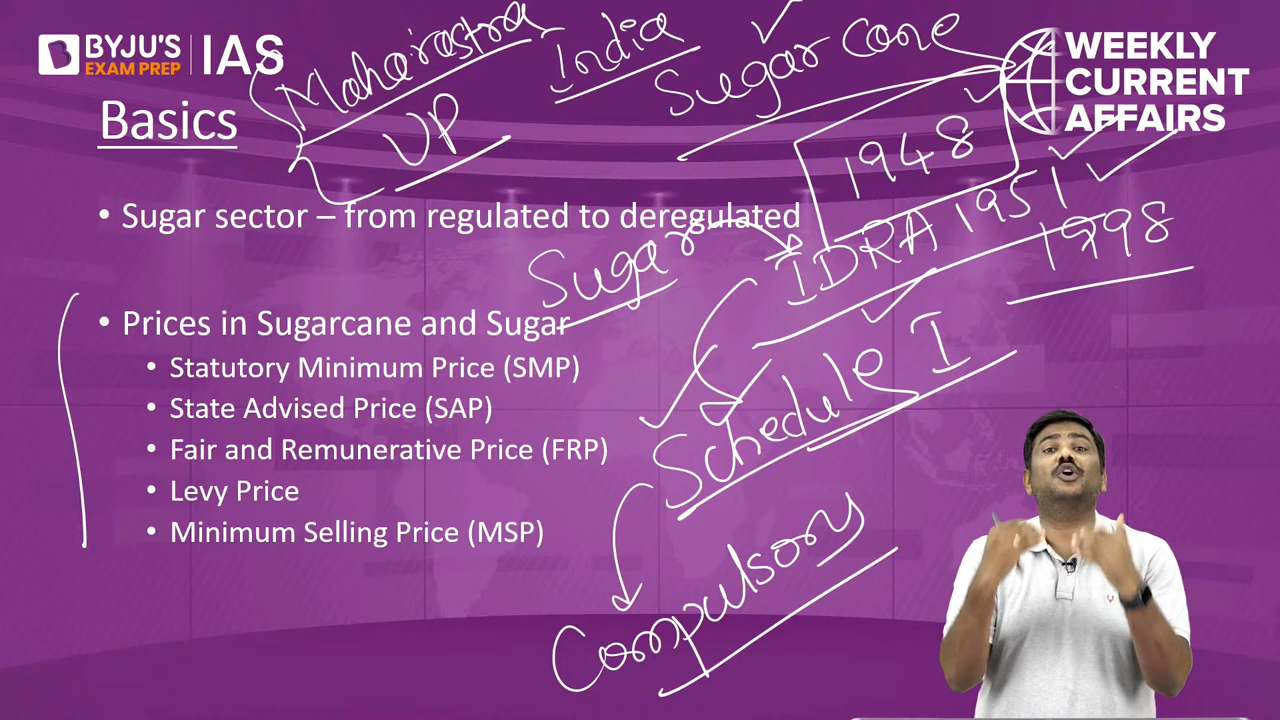 BYJU'S
EXAM PREP
IAS
WEEKLY
CURRENT
AFFAIRS
Maharastra
India
Sugar cane
UP
1948
Basics
• Sugar sector – from regulated to deregulated
Sugar
IDRA 1951
1998
• Prices in Sugarcane and Sugar
• Statutory Minimum Price (SMP)
• State Advised Price (SAP)
• Fair and Remunerative Price (FRP)
• Levy Price
• Minimum Selling Price (MSP)
Schedule I
Compulsory